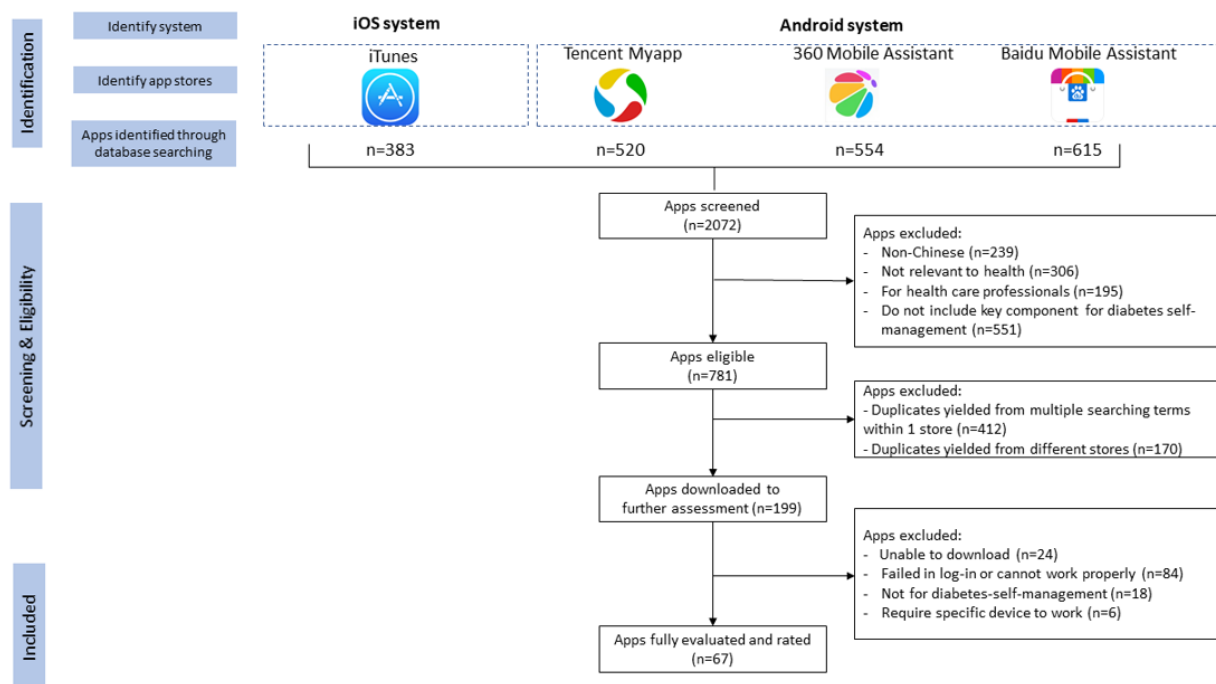 Identification
Identify system
iOS system
Android system
Identify app stores
iTunes
Tencent Myapp
360 Mobile Assistant
Baidu Mobile Assistant
Apps identified through
database searching
n=383
n=520
n=554
n=615
Screening & Eligibility
Apps screened
(n=2072)
Apps excluded:
- Non-Chinese (n=239)
- Not relevant to health (n=306)
- For health care professionals (n=195)
- Do not include key component for diabetes self-
management (n=551)
Apps eligible
(n=781)
Apps excluded:
- Duplicates yielded from multiple searching terms
within 1 store (n=412)
- Duplicates yielded from different stores (n=170)
Apps downloaded to
further assessment (n=199)
Apps excluded:
- Unable to download (n=24)
- Failed in log-in or cannot work properly (n=84)
- Not for diabetes-self-management (n=18)
- Require specific device to work (n=6)
Included
Apps fully evaluated and rated
(n=67)